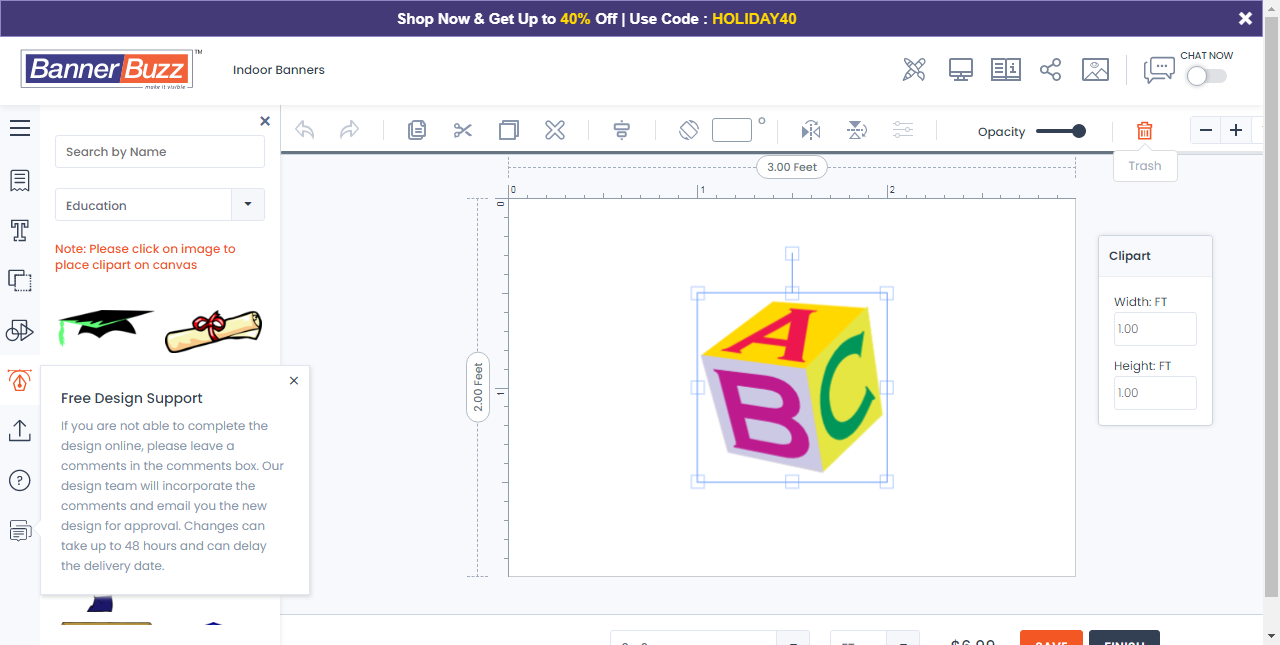 Shop Now & Get Up to 40% Off | Use Code : HOLIDAY40
BannerBuzz™
make it visible
Indoor Banners
CHAT NOW
Search by Name
Opacity
Trash
Education
Note: Please click on image to
place clipart on canvas
3.00 Feet
0 1 2
0
1
2.00 Feet
A
B
C
Clipart
Width: FT
1.00
Height: FT
1.00
Free Design Support
If you are not able to complete the
design online, please leave a
comments in the comments box. Our
design team will incorporate the
comments and email you the new
design for approval. Changes can
take up to 48 hours and can delay
the delivery date.
$6.99
SAVE
FINISH